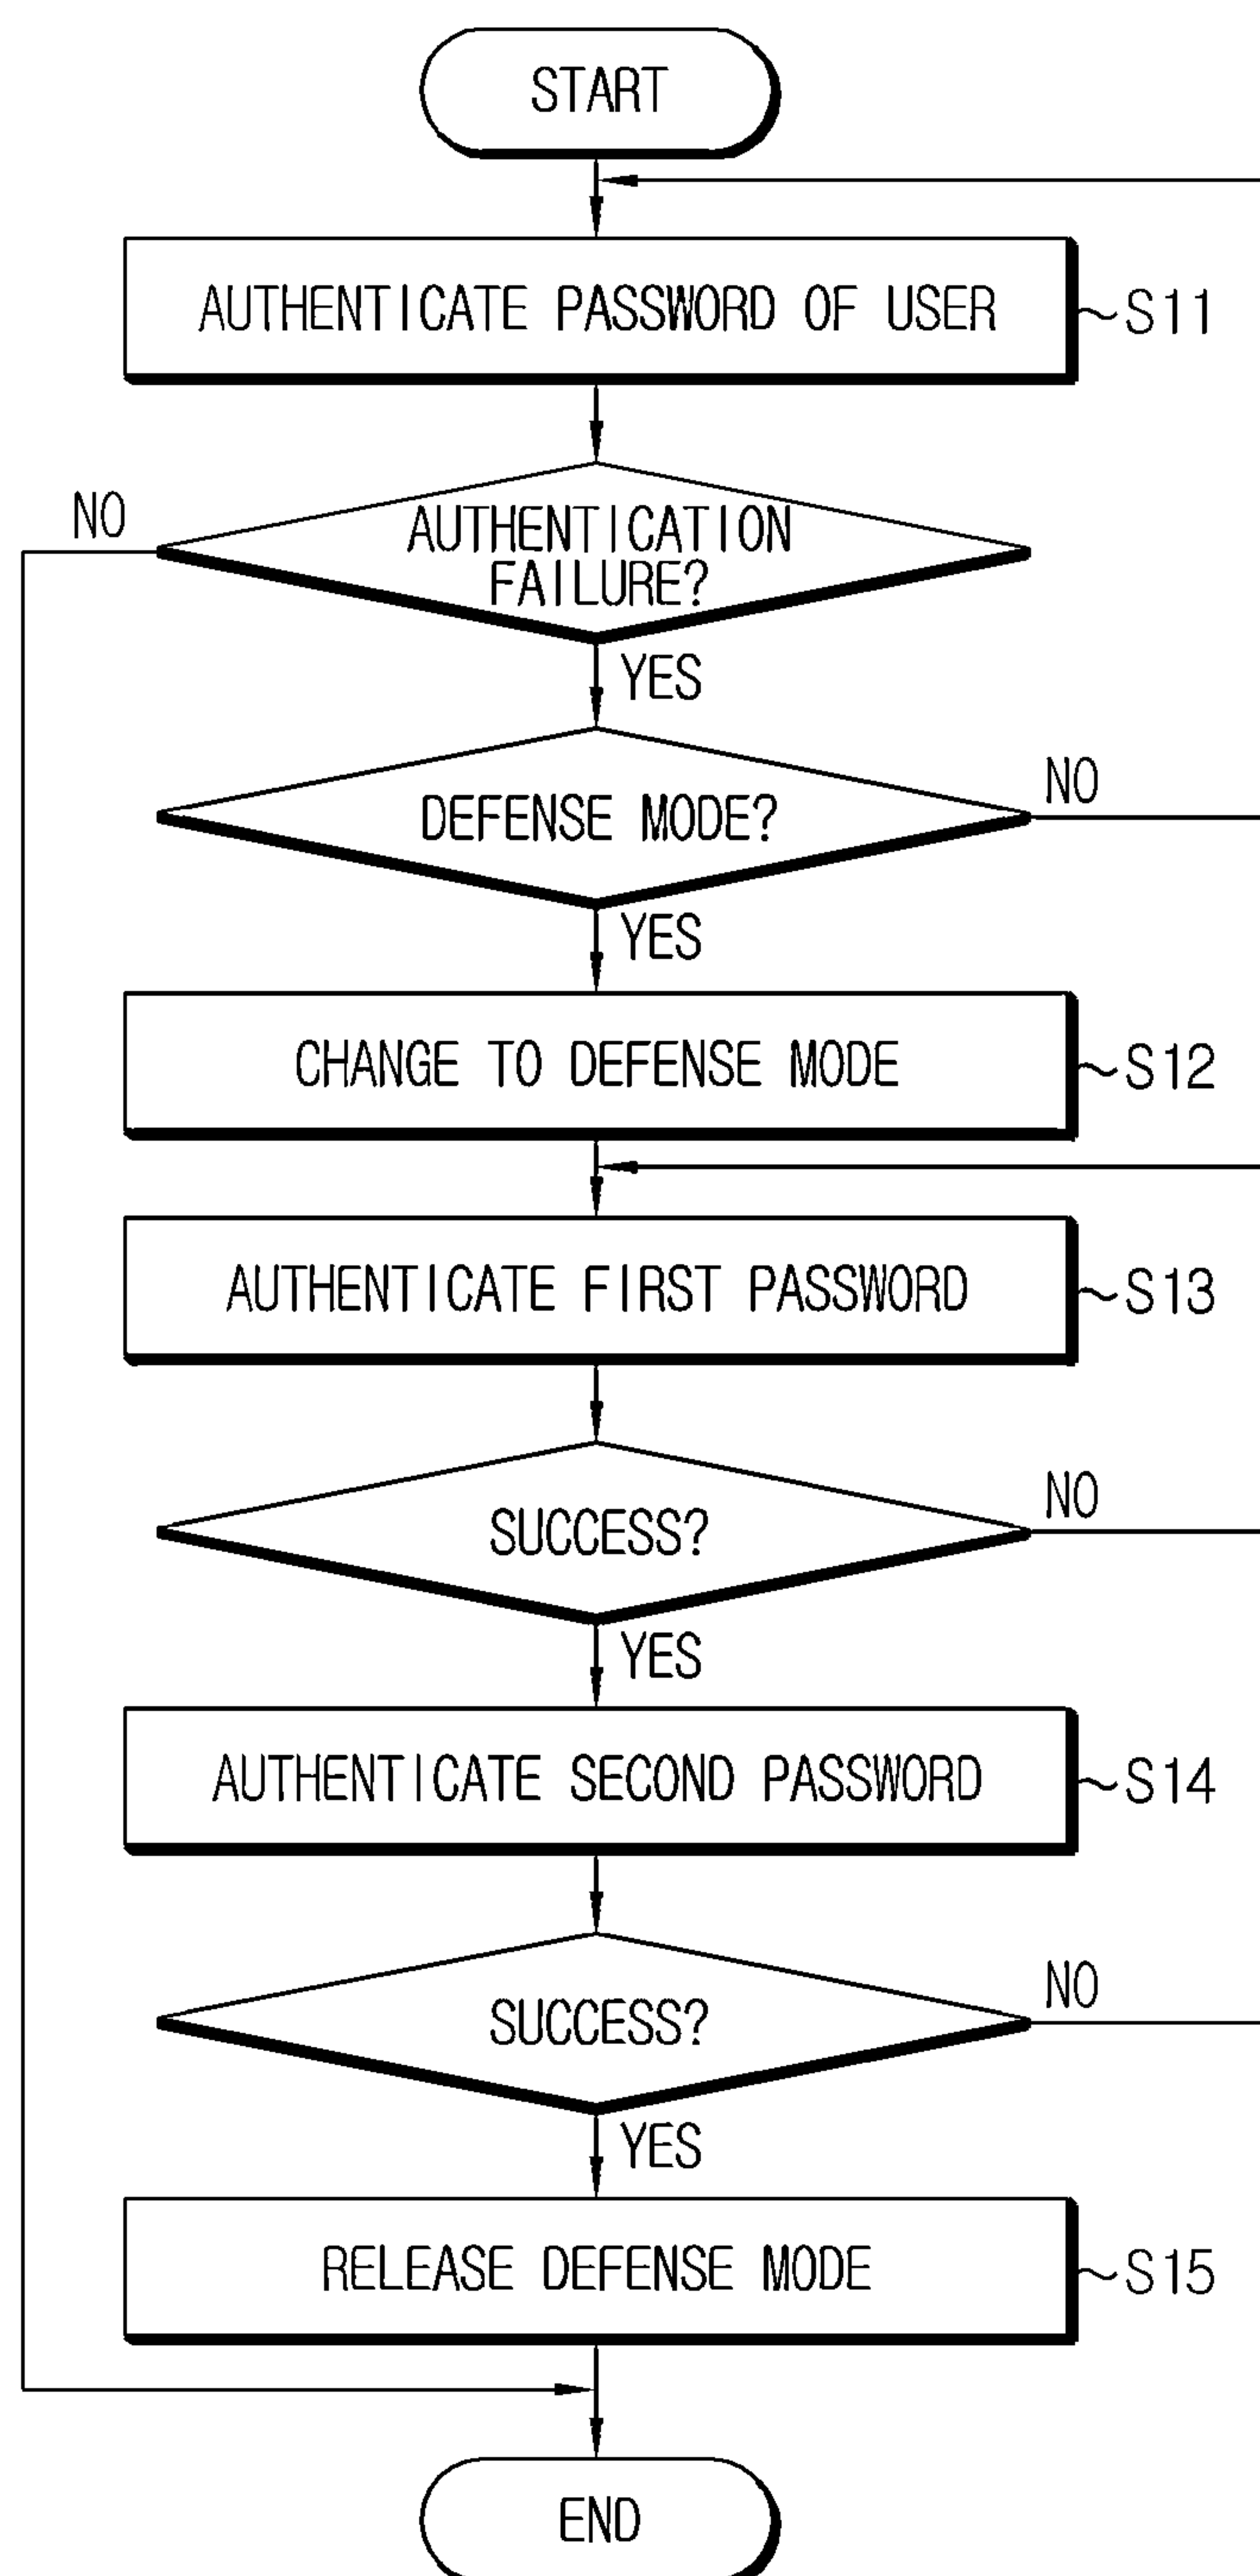 START
AUTHENTICATE PASSWORD OF USER
S11
NO
AUTHENTICATION
FAILURE?
YES
DEFENSE MODE?
NO
YES
CHANGE TO DEFENSE MODE
S12
AUTHENTICATE FIRST PASSWORD
S13
SUCCESS?
NO
YES
AUTHENTICATE SECOND PASSWORD
S14
SUCCESS?
NO
YES
RELEASE DEFENSE MODE
S15
END